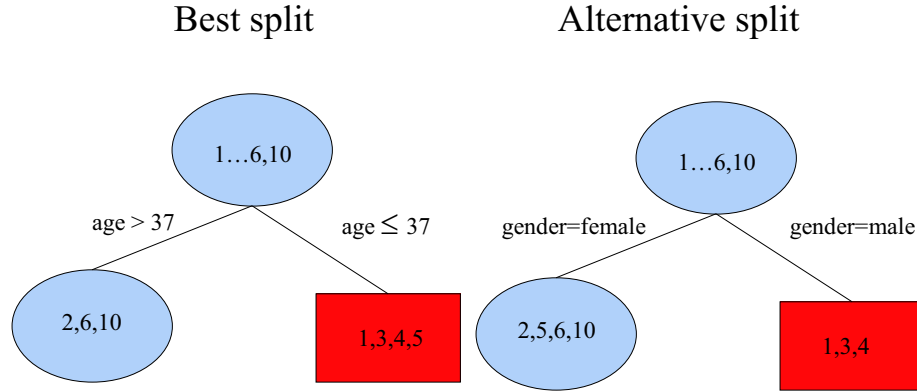 Best split
1…6,10
age > 37
age ≤ 37
2,6,10
1,3,4,5
Alternative split
1…6,10
gender=female
gender=male
2,5,6,10
1,3,4